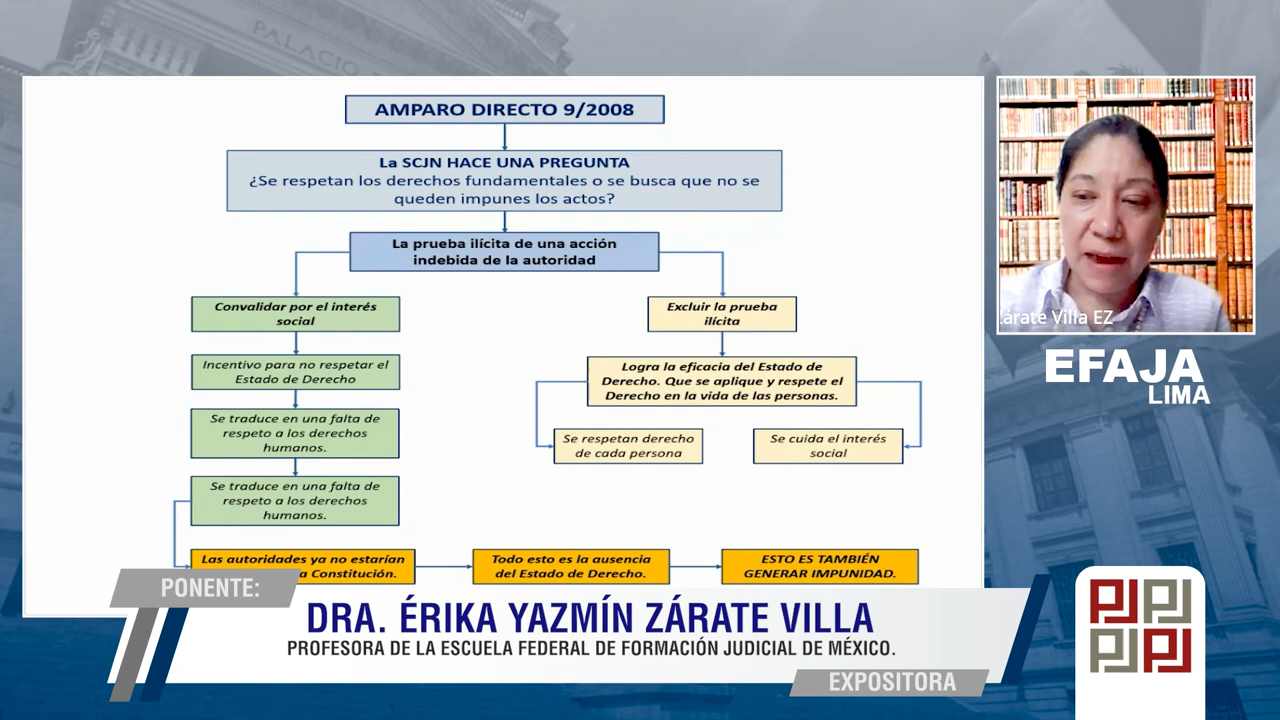 PALACIO
AMPARO DIRECTO 9/2008
La SCJN HACE UNA PREGUNTA
¿Se respetan los derechos fundamentales o se busca que no se
queden impunes los actos?
La prueba ilícita de una acción
indebida de la autoridad
Convalidar por el interés
social
Excluir la prueba
ilícita
Incentivo para no respetar el
Estado de Derecho
Logra la eficacia del Estado de
Derecho. Que se aplique y respete el
Derecho en la vida de las personas.
Se traduce en una falta de
respeto a los derechos
humanos.
Se respetan derecho
de cada persona
Se cuida el interés
social
Se traduce en una falta de
respeto a los derechos
humanos.
Las autoridades ya no estarían
a Constitución.
Todo esto es la ausencia
del Estado de Derecho.
ESTO ES TAMBIÉN
GENERAR IMPUNIDAD.
árate Villa EZ
EFAJA
LIMA
PONENTE:
DRA. ÉRIKA YAZMÍN ZÁRATE VILLA
PROFESORA DE LA ESCUELA FEDERAL DE FORMACIÓN JUDICIAL DE MÉXICO.
EXPOSITORA
PJ PJ
PJ PJ